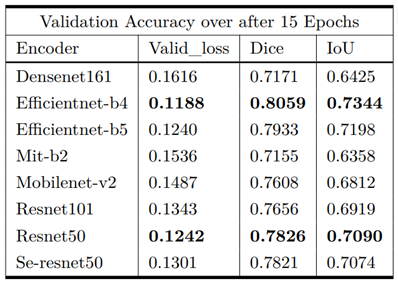 Validation Accuracy over after 15 Epochs
Encoder Valid_loss Dice IoU
Densenet161 0.1616 0.7171 0.6425
Efficientnet-b4 0.1188 0.8059 0.7344
Efficientnet-b5 0.1240 0.7933 0.7198
Mit-b2 0.1536 0.7155 0.6358
Mobilenet-v2 0.1487 0.7608 0.6812
Resnet101 0.1343 0.7656 0.6919
Resnet50 0.1242 0.7826 0.7090
Se-resnet50 0.1301 0.7821 0.7074